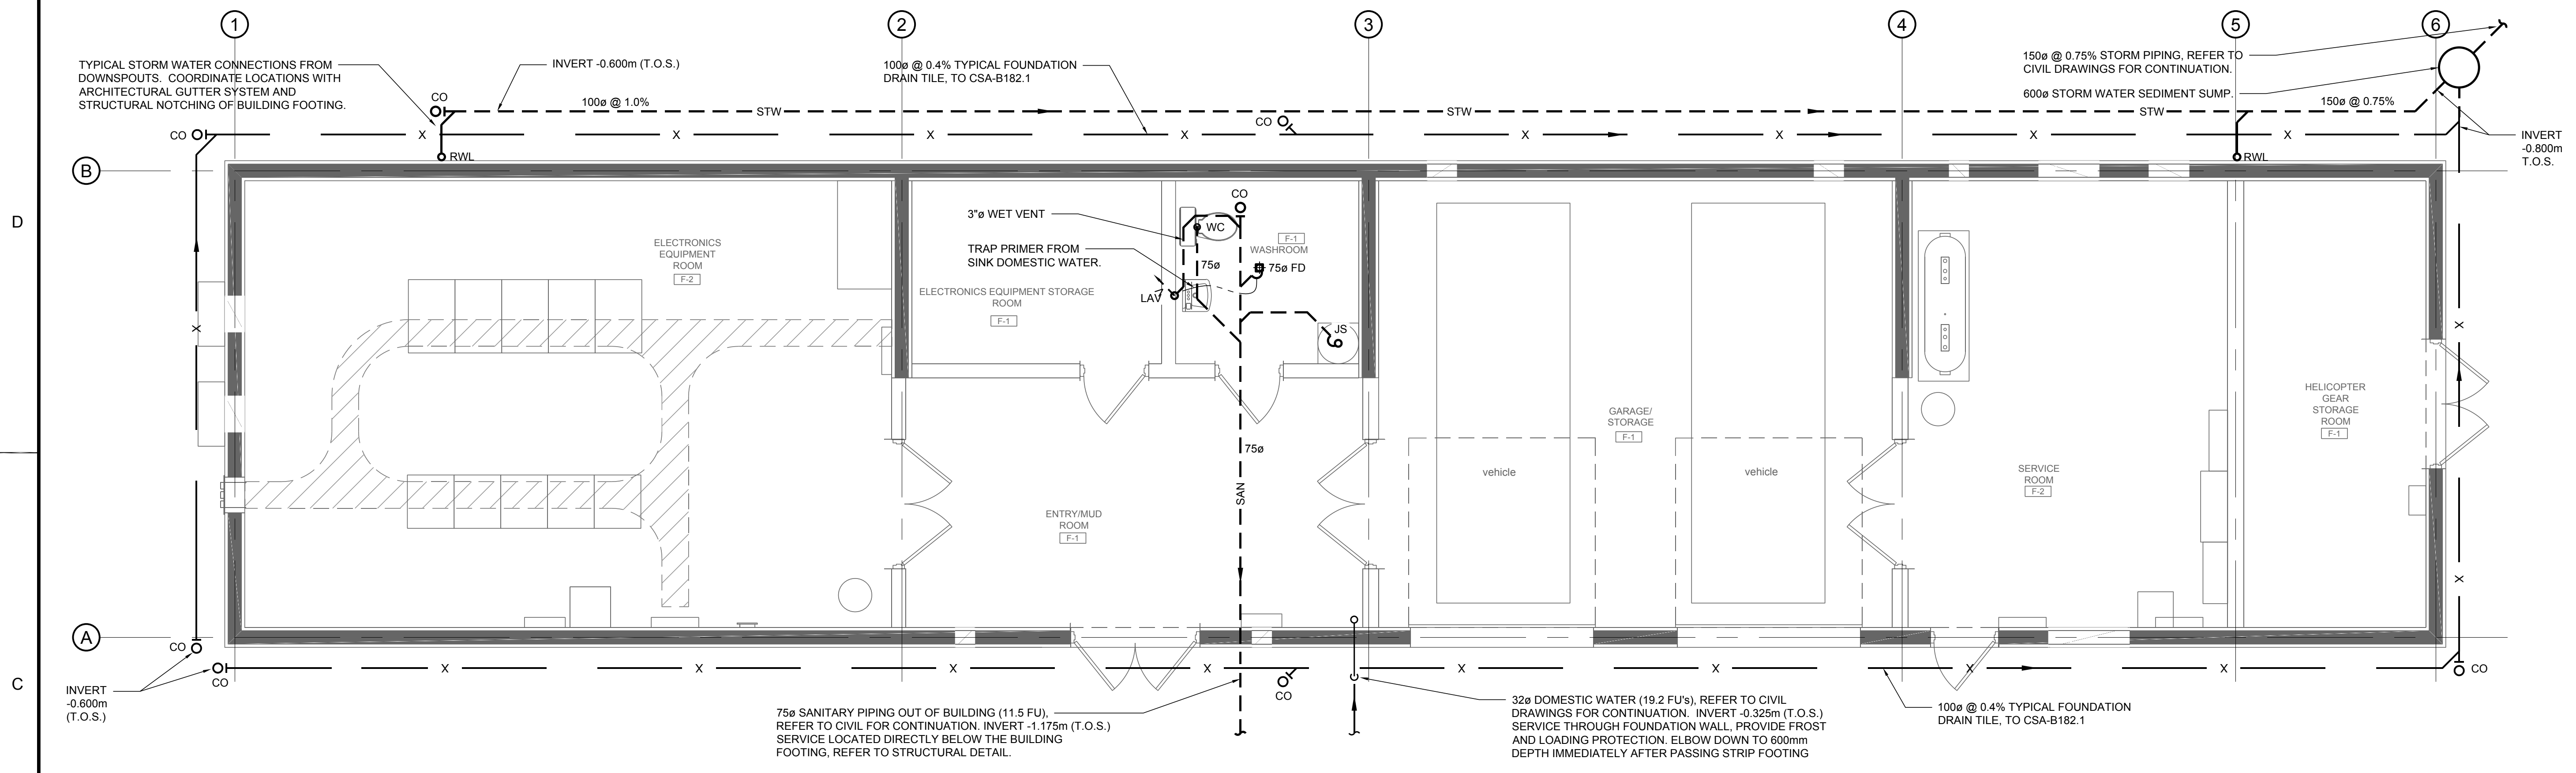 1
2
3
4
5
6
TYPICAL STORM WATER CONNECTIONS FROM
DOWNSPOUTS. COORDINATE LOCATIONS WITH
ARCHITECTURAL GUTTER SYSTEM AND
STRUCTURAL NOTCHING OF BUILDING FOOTING.
INVERT -0.600m (T.O.S.)
100ø @ 0.4% TYPICAL FOUNDATION
DRAIN TILE, TO CSA-B182.1
150ø @ 0.75% STORM PIPING, REFER TO
CIVIL DRAWINGS FOR CONTINUATION.
600ø STORM WATER SEDIMENT SUMP.
CO
100ø @ 1.0%
STW
STW
STW
150ø @ 0.75%
CO
X
X
X
X
CO
X
X
X
X
INVERT
-0.800m
T.O.S.
RWL
RWL
B
D
CO
3"ø WET VENT
WC
F-1
WASHROOM
TRAP PRIMER FROM
SINK DOMESTIC WATER.
75ø
75ø FD
LAV
JS
ELECTRONICS
EQUIPMENT
ROOM
F-2
ELECTRONICS EQUIPMENT STORAGE
ROOM
F-1
X
X
75ø
SAN
GARAGE/
STORAGE
F-1
vehicle
vehicle
HELICOPTER
GEAR
STORAGE
ROOM
F-1
SERVICE
ROOM
F-2
ENTRY/MUD
ROOM
F-1
X
A
CO
CO
X
X
X
X
CO
X
X
X
X
CO
C
INVERT
-0.600m
(T.O.S.)
75ø SANITARY PIPING OUT OF BUILDING (11.5 FU),
REFER TO CIVIL FOR CONTINUATION. INVERT -1.175m (T.O.S.)
SERVICE LOCATED DIRECTLY BELOW THE BUILDING
FOOTING, REFER TO STRUCTURAL DETAIL.
32ø DOMESTIC WATER (19.2 FU's), REFER TO CIVIL
DRAWINGS FOR CONTINUATION. INVERT -0.325m (T.O.S.)
SERVICE THROUGH FOUNDATION WALL, PROVIDE FROST
AND LOADING PROTECTION. ELBOW DOWN TO 600mm
DEPTH IMMEDIATELY AFTER PASSING STRIP FOOTING
100ø @ 0.4% TYPICAL FOUNDATION
DRAIN TILE, TO CSA-B182.1